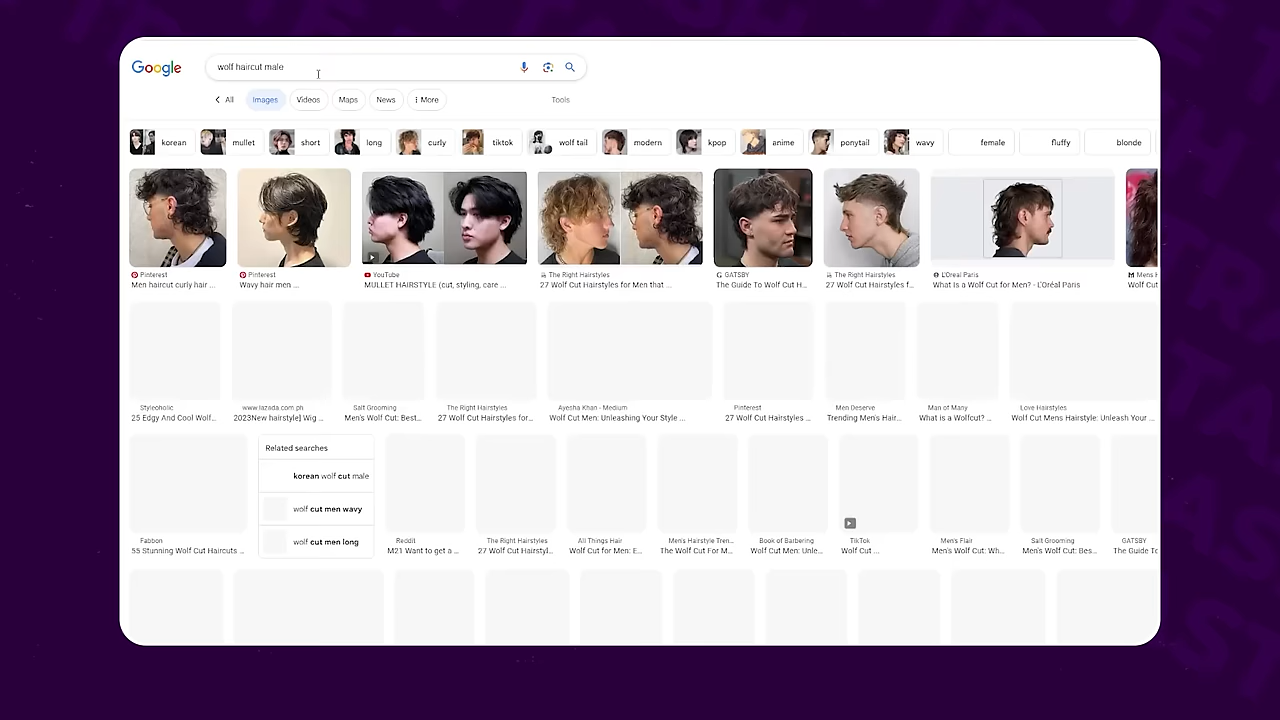 Google
wolf haircut male
All Images Videos Maps News More Tools
korean mullet short long curly tiktok wolf tail modern kpop anime ponytail wavy female fluffy blonde
Pinterest Pinterest YouTube The Right Hairstyles GATSBY The Right Hairstyles L'Oreal Paris Mens H
Men haircut curly hair ... Wavy hair men ... MULLET HAIRSTYLE (cut, styling, care ... 27 Wolf Cut Hairstyles for Men that ... The Guide To Wolf Cut H... 27 Wolf Cut Hairstyles f... What Is a Wolf Cut for Men? - L'Oréal Paris Wolf Cut
Styleoholic www.lazada.com.ph Salt Grooming The Right Hairstyles Ayesha Khan - Medium Pinterest Men Deserve Man of Many Love Hairstyles
25 Edgy And Cool Wolf... 2023New hairstyle] Wig ... Men's Wolf Cut: Best... 27 Wolf Cut Hairstyles for... Wolf Cut Men: Unleashing Your Style ... 27 Wolf Cut Hairstyles ... Trending Men's Hair... What is a Wolfcut? ... Wolf Cut Mens Hairstyle: Unleash Your ...
Related searches
korean wolf cut male
wolf cut men wavy
wolf cut men long
Fabbon Reddit The Right Hairstyles All Things Hair Men's Hairstyle Tren... Book of Barbering TikTok Men's Flair Salt Grooming GATSBY
55 Stunning Wolf Cut Haircuts ... M21 Want to get a ... 27 Wolf Cut Hairstyl... Wolf Cut for Men: E... The Wolf Cut For M... Wolf Cut Men: Unle... Wolf Cut ... Men's Wolf Cut: Wh... Men's Wolf Cut: Bes... The Guide To